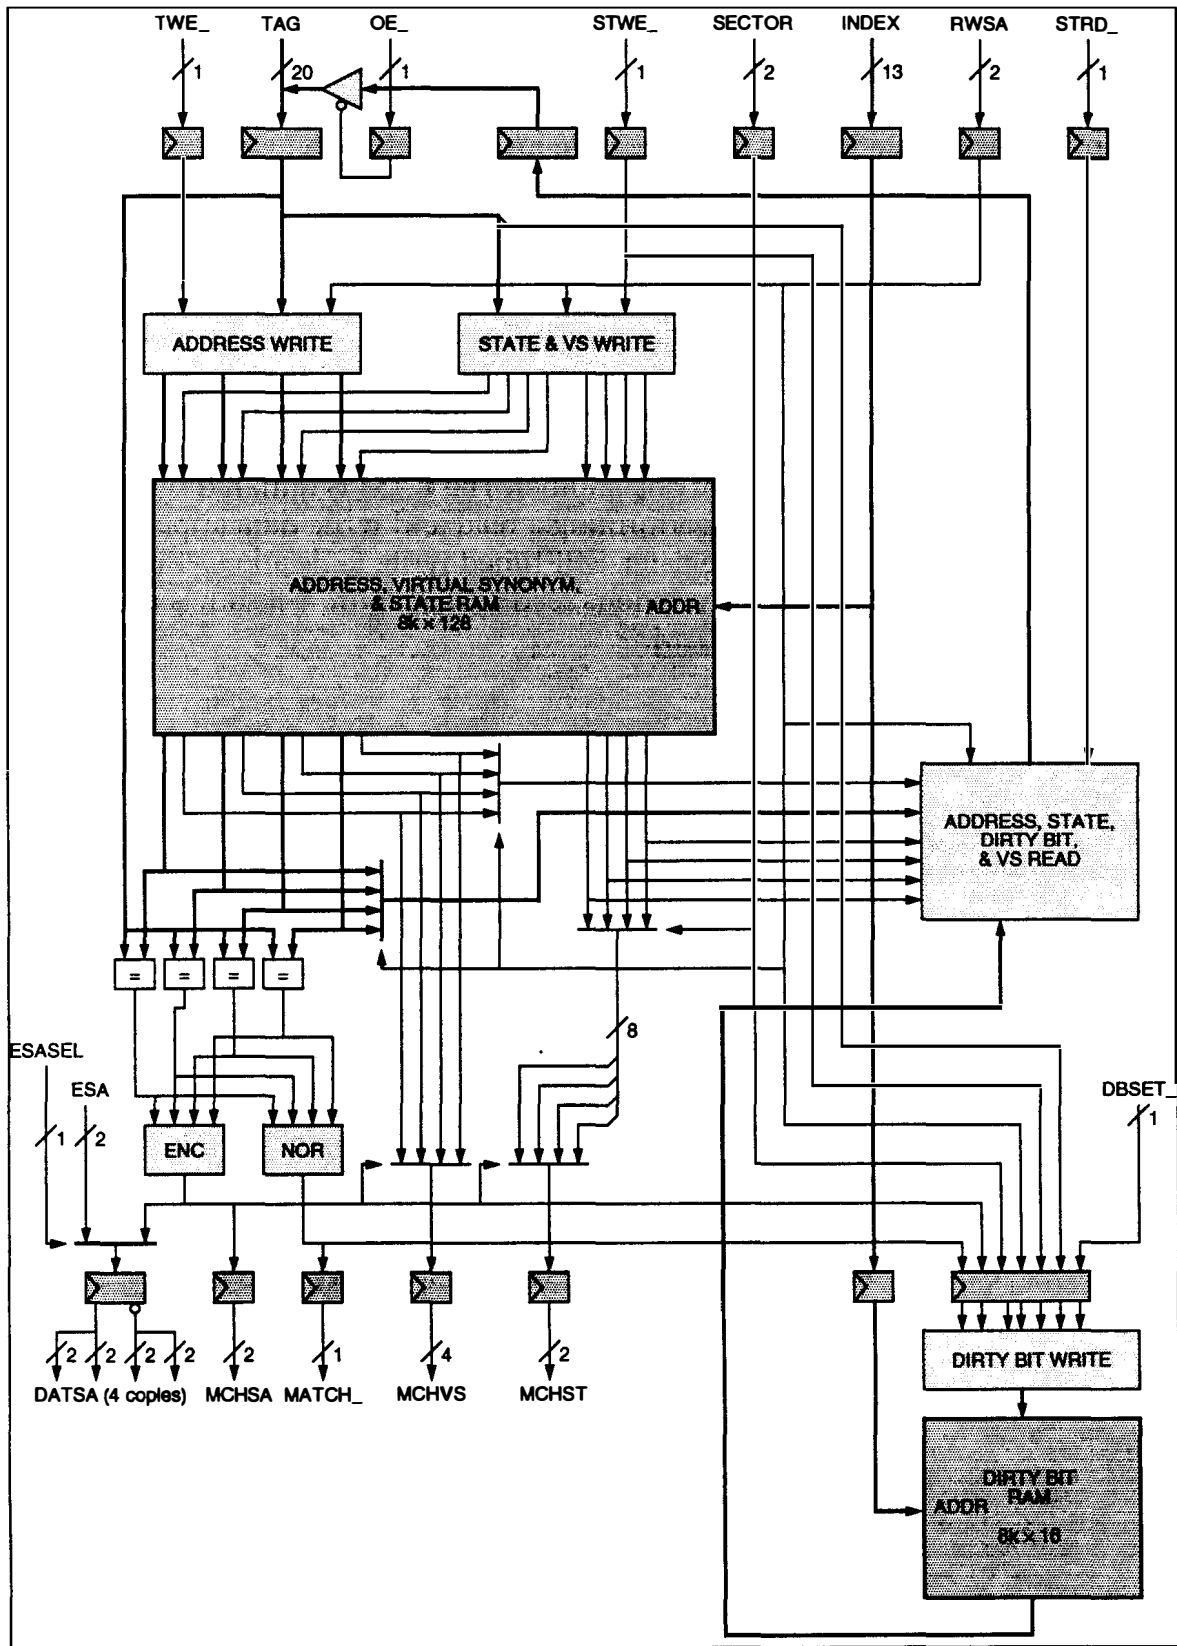 TWE_ TAG OE_ STWE_ SECTOR INDEX RWSA STRD_
1 20 1 1 2 13 2 1
ADDRESS WRITE
STATE & VS WRITE
ADDRESS, VIRTUAL SYNONYM,
& STATE RAM
8k × 128
ADDR
ADDRESS, STATE,
DIRTY BIT,
& VS READ
= = = =
8
ESASEL
ESA
DBSET_
1 2
1
ENC NOR
2 2 2 2 2 1 4 2
DATSA (4 copies) MCHSA MATCH_ MCHVS MCHST
DIRTY BIT WRITE
DIRTY BIT
RAM
ADDR
8k × 16